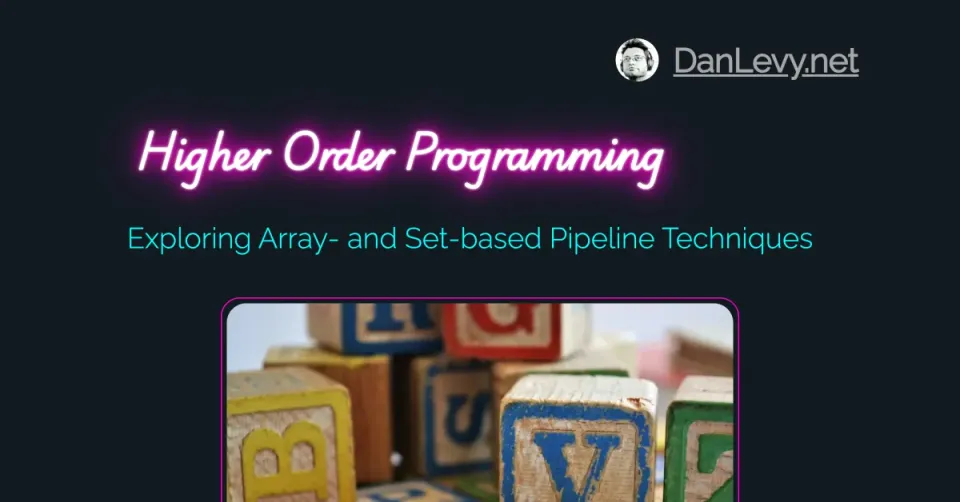 DanLevy.net
Higher Order Programming
Exploring Array- and Set-based Pipeline Techniques
G
B
S
V